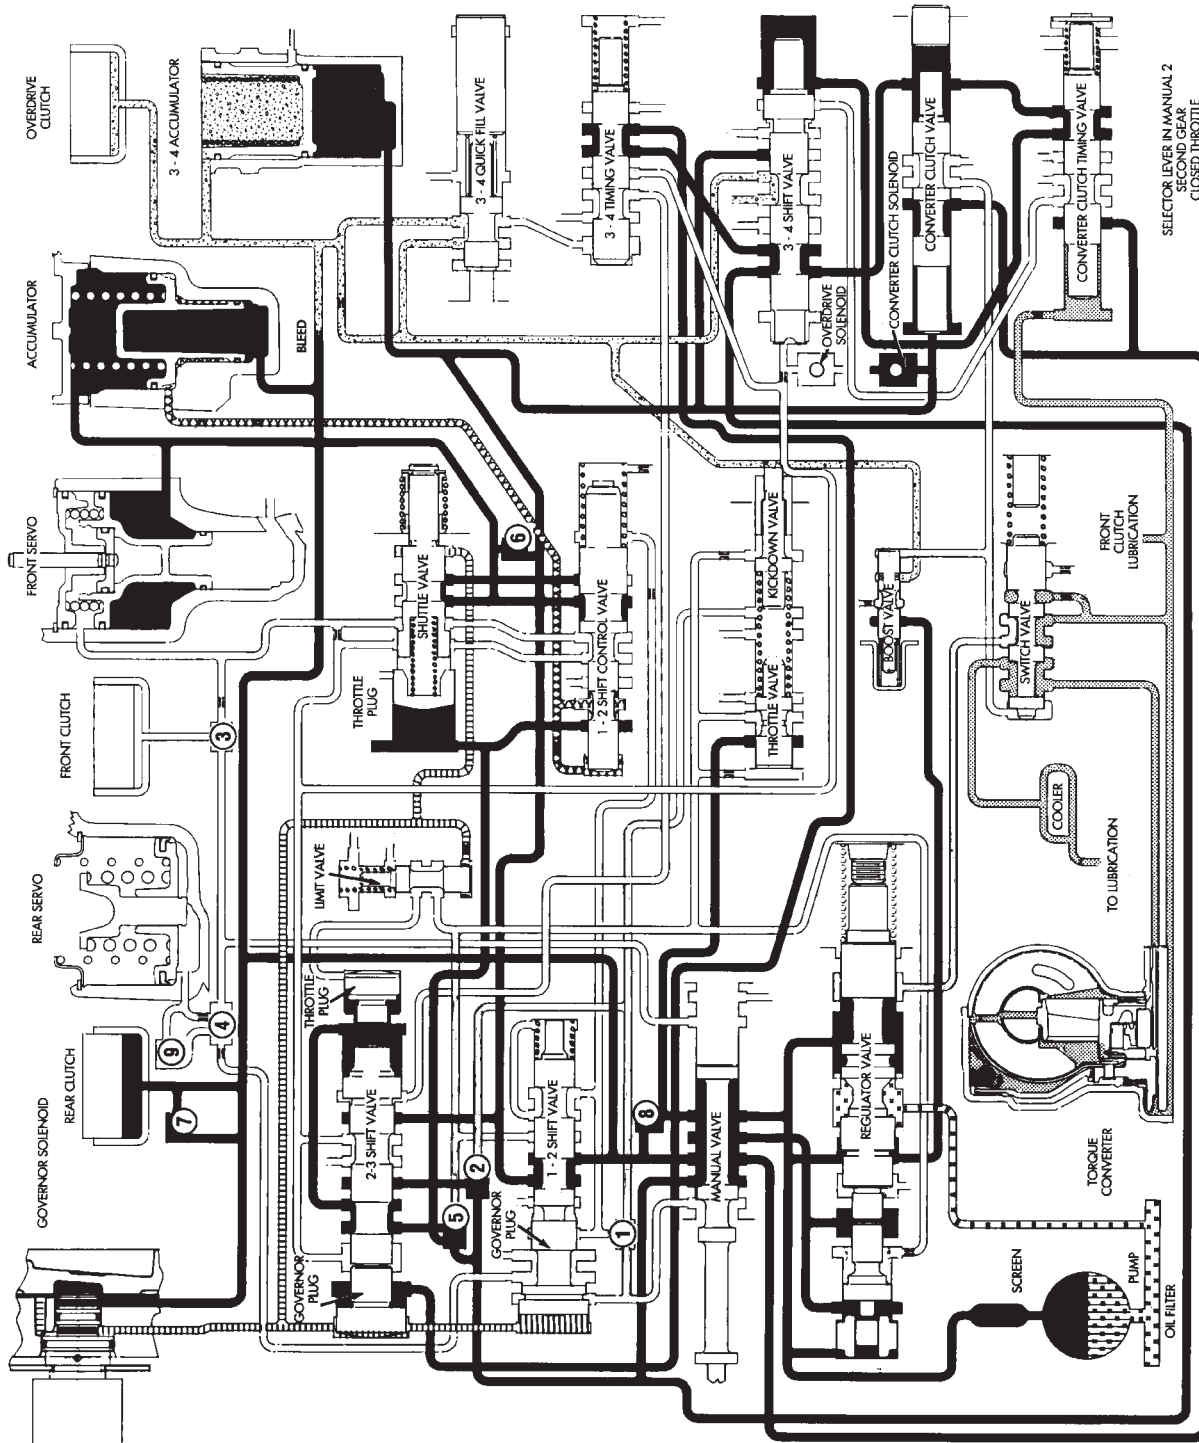 OVERDRIVE
CLUTCH
3 - 4 ACCUMULATOR
3 - 4 QUICK FILL VALVE
3 - 4 TIMING VALVE
3 - 4 SHIFT VALVE
OVERDRIVE
SOLENOID
CONVERTER CLUTCH SOLENOID
CONVERTER CLUTCH VALVE
CONVERTER CLUTCH TIMING VALVE
SELECTOR LEVER IN MANUAL 2
SECOND GEAR
CLOSED THROTTLE
ACCUMULATOR
BLEED
FRONT SERVO
SHUTTLE VALVE
6
1 - 2 SHIFT CONTROL VALVE
KICKDOWN VALVE
THROTTLE VALVE
BOOST VALVE
SWITCH VALVE
FRONT
CLUTCH
LUBRICATION
FRONT CLUTCH
3
THROTTLE
PLUG
COOLER
TO LUBRICATION
REAR SERVO
LIMIT VALVE
REAR CLUTCH
9
4
7
THROTTLE
PLUG
2-3 SHIFT VALVE
2
5
1 - 2 SHIFT VALVE
8
MANUAL VALVE
REGULATOR VALVE
TORQUE
CONVERTER
GOVERNOR SOLENOID
GOVERNOR
PLUG
GOVERNOR
PLUG
1
SCREEN
PUMP
OIL FILTER